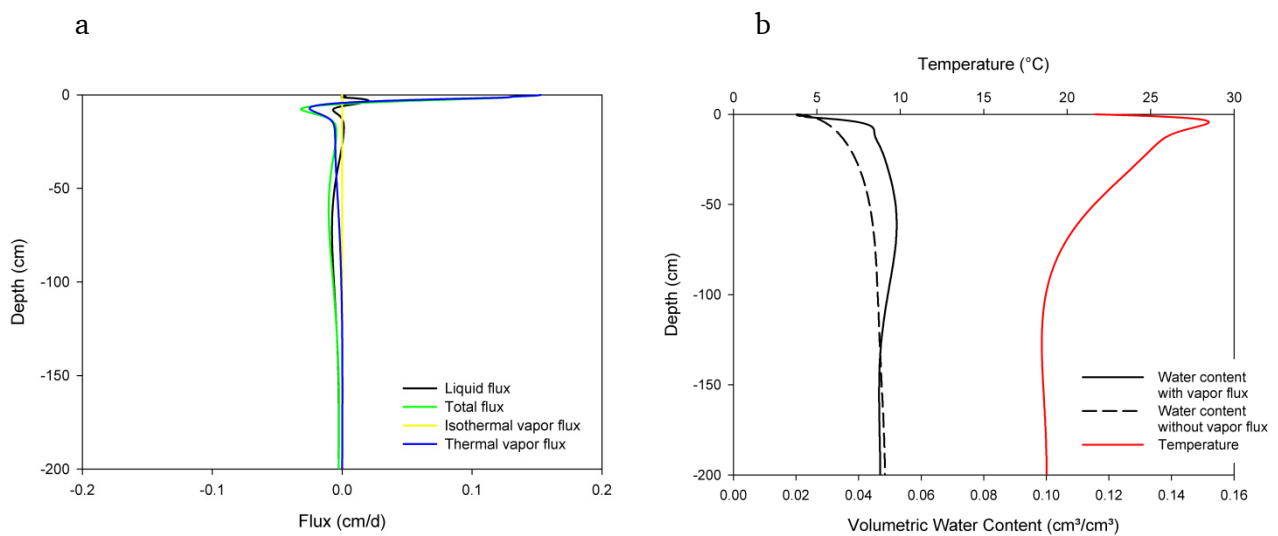 a
0
-50
-100
-150
-200
Depth (cm)
-0.2
-0.1
0.0
0.1
0.2
Flux (cm/d)
Liquid flux
Total flux
Isothermal vapor flux
Thermal vapor flux
b
Temperature (°C)
0
5
10
15
20
25
30
0
-50
-100
-150
-200
Depth (cm)
Water content
with vapor flux
Water content
without vapor flux
Temperature
0.00
0.02
0.04
0.06
0.08
0.10
0.12
0.14
0.16
Volumetric Water Content (cm³/cm³)